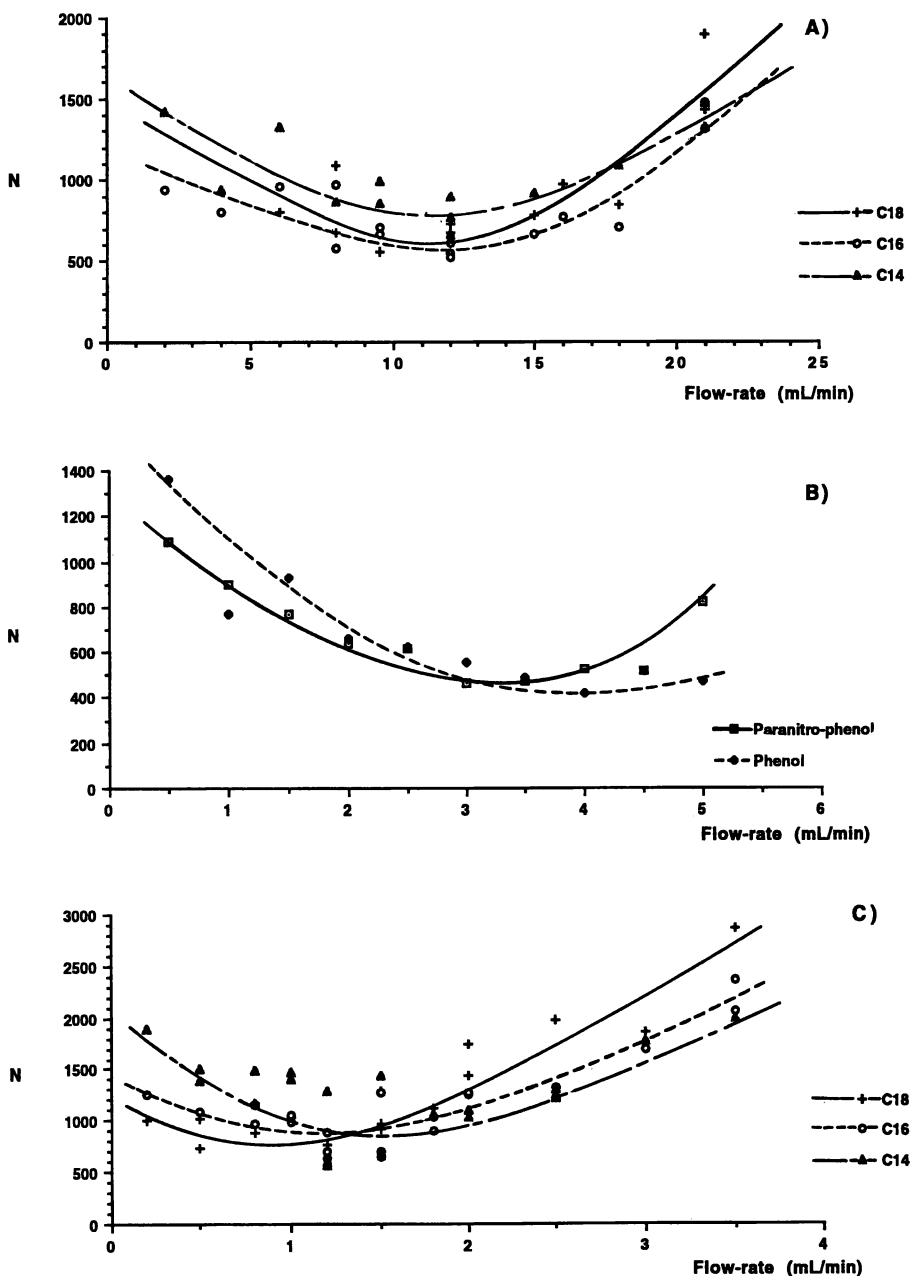 A)
2000
1500
1000
500
0
N
0 5 10 15 20 25
Flow-rate (mL/min)
C18
C16
C14
B)
1400
1200
1000
800
600
400
200
0
N
0 1 2 3 4 5 6
Flow-rate (mL/min)
Paranitro-phenol
Phenol
C)
3000
2500
2000
1500
1000
500
0
N
0 1 2 3 4
Flow-rate (mL/min)
C18
C16
C14